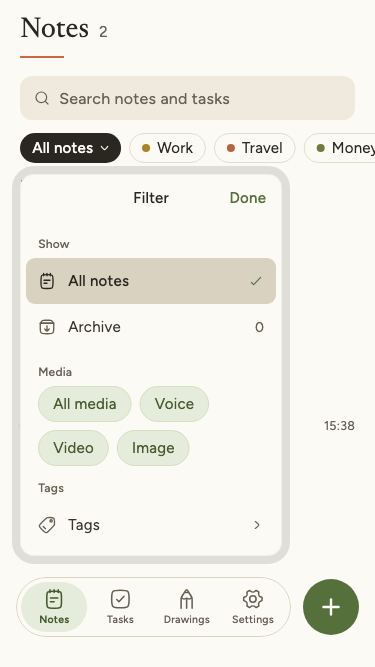 Notes 2
Search notes and tasks
All notes Work Travel Money
Filter Done
Show
All notes
Archive 0
Media
All media Voice
Video Image
15:38
Tags
Tags
Notes Tasks Drawings Settings